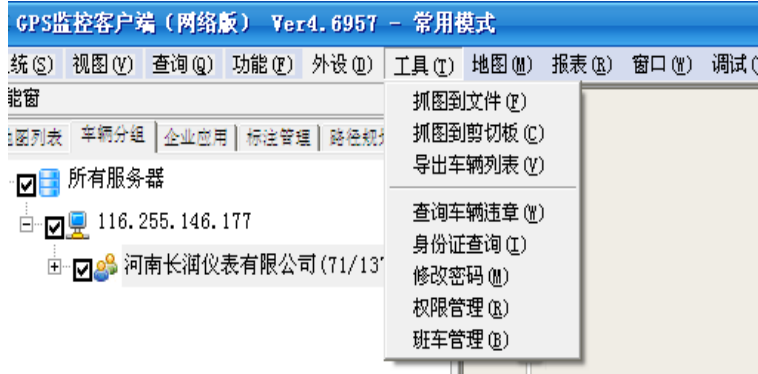 GPS监控客户端（网络版） Ver4.6957 - 常用模式
统(S) 视图(V) 查询(Q) 功能(F) 外设(D) 工具(T) 地图(M) 报表(R) 窗口(W) 调试(
能窗
图列表 车辆分组 企业应用 标注管理 路径规
所有服务器
116.255.146.177
河南长润仪表有限公司(71/137
抓图到文件(F)
抓图到剪切板(C)
导出车辆列表(V)
查询车辆违章(W)
身份证查询(I)
修改密码(M)
权限管理(R)
班车管理(B)